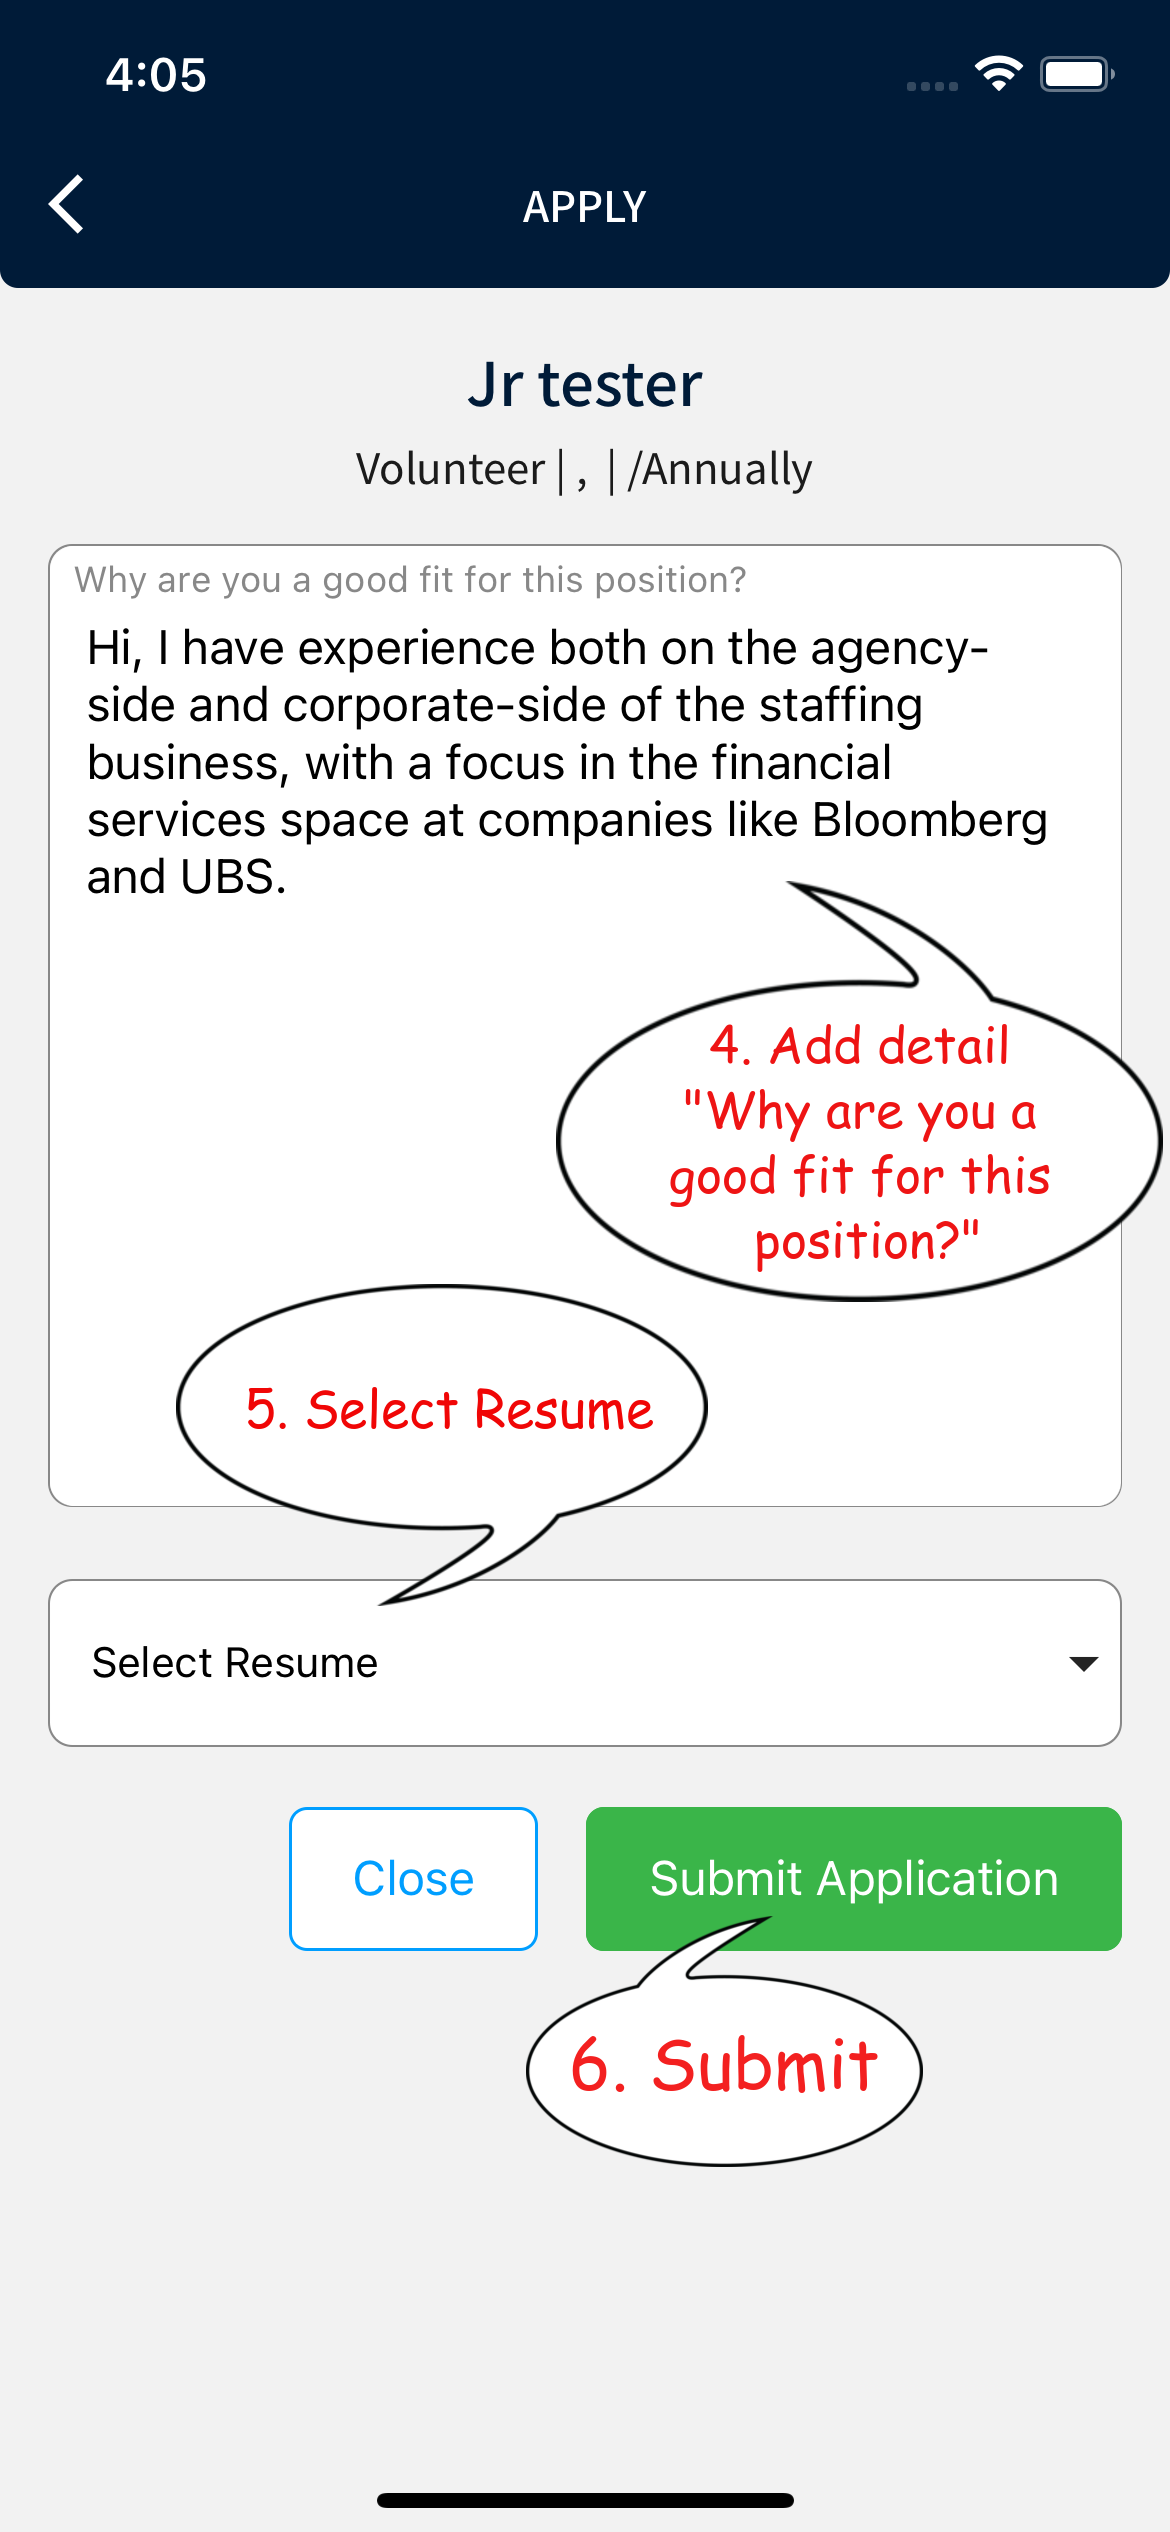 4:05
APPLY
Jr tester
Volunteer | , | /Annually
Why are you a good fit for this position?
Hi, I have experience both on the agency-
side and corporate-side of the staffing
business, with a focus in the financial
services space at companies like Bloomberg
and UBS.
4. Add detail
"Why are you a
good fit for this
position?"
5. Select Resume
Select Resume
Close
Submit Application
6. Submit